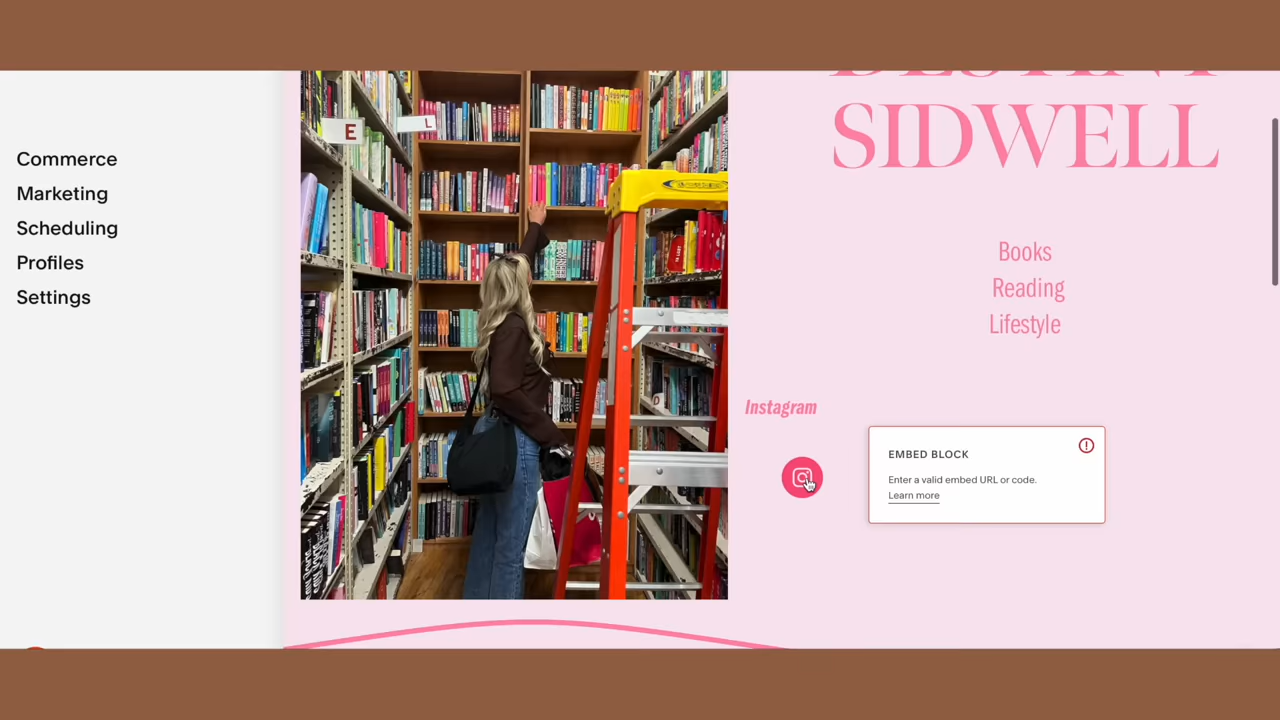 Commerce
Marketing
Scheduling
Profiles
Settings
E
L
SIDWELL
Books
Reading
Lifestyle
Instagram
EMBED BLOCK
Enter a valid embed URL or code.
Learn more